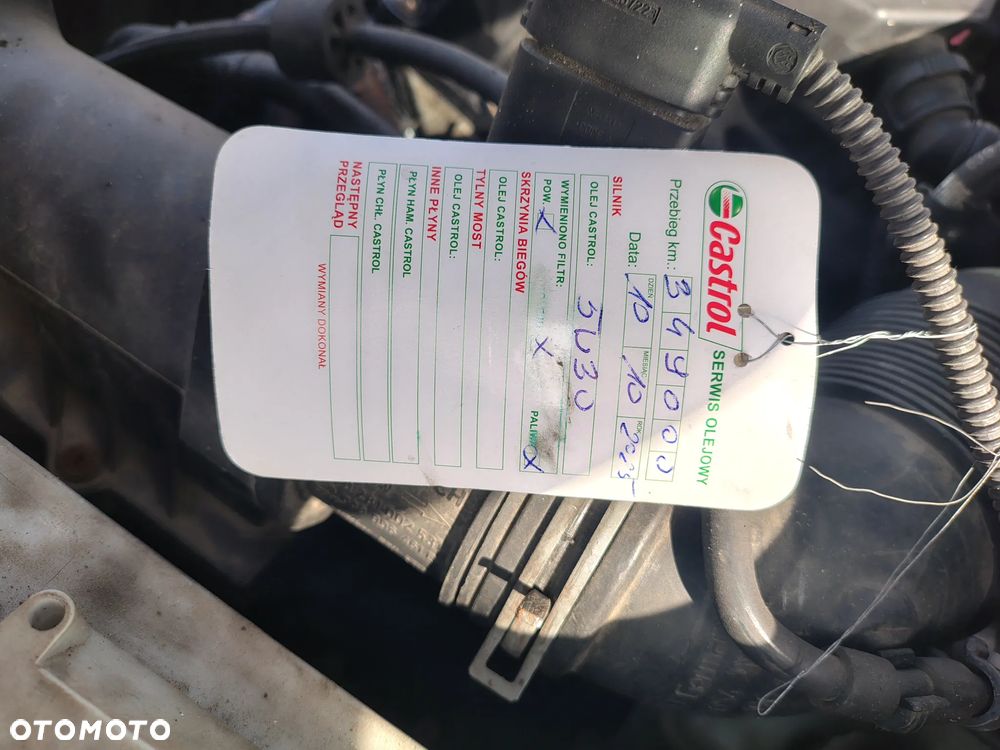 Castrol SERWIS OLEJOWY
Przebieg km.: 349000
DZIEŃ MIESIĄC ROK
Data: 10 10 2025
SILNIK
OLEJ CASTROL: 5W30
WYMIENIONO FILTR:
POW. X X PALIWA X
SKRZYNIA BIEGÓW
OLEJ CASTROL:
TYLNY MOST
OLEJ CASTROL:
INNE PŁYNY
PŁYN HAM. CASTROL
PŁYN CHŁ. CASTROL
NASTĘPNY
PRZEGLĄD
WYMIANY DOKONAŁ
OTOMOTO